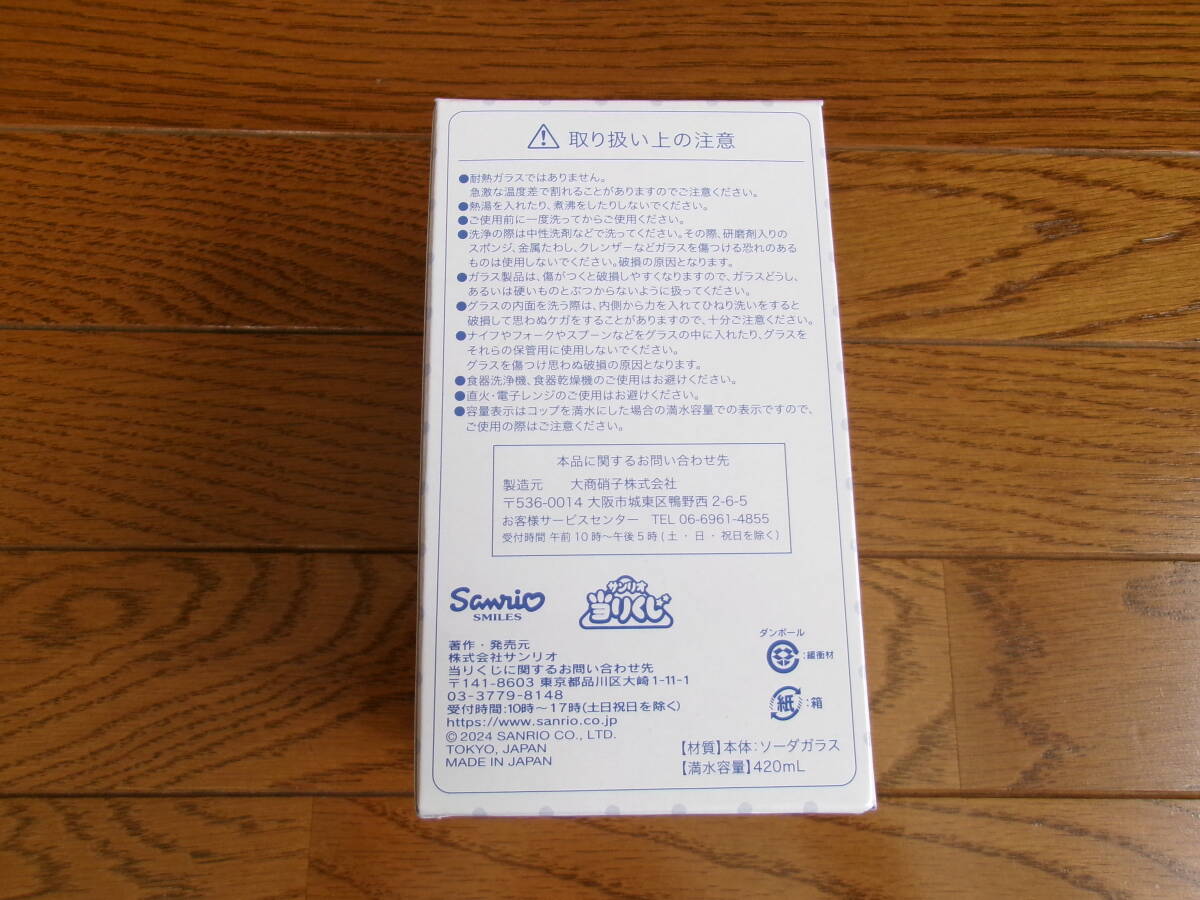 取り扱い上の注意
●耐熱ガラスではありません。
急激な温度差で割れることがありますのでご注意ください。
●熱湯を入れたり、煮沸をしたりしないでください。
●ご使用前に一度洗ってからご使用ください。
●洗浄の際は中性洗剤などで洗ってください。その際、研磨剤入りの
スポンジ、金属たわし、クレンザーなどガラスを傷つける恐れのある
ものは使用しないでください。破損の原因となります。
●ガラス製品は、傷がつくと破損しやすくなりますので、ガラスどうし、
あるいは硬いものとぶつからないように扱ってください。
●グラスの内面を洗う際は、内側から力を入れてひねり洗いをすると
破損して思わぬケガをすることがありますので、十分ご注意ください。
●ナイフやフォークやスプーンなどをグラスの中に入れたり、グラスを
それらの保管用に使用しないでください。
グラスを傷つけ思わぬ破損の原因となります。
●食器洗浄機、食器乾燥機のご使用はお避けください。
●直火・電子レンジのご使用はお避けください。
●容量表示はコップを満水にした場合の満水容量での表示ですので、
ご使用の際はご注意ください。
本品に関するお問い合わせ先
製造元 大商硝子株式会社
〒536-0014 大阪市城東区鴫野西 2-6-5
お客様サービスセンター TEL 06-6961-4855
受付時間 午前10時〜午後5時(土・日・祝日を除く)
Sanrio
SMILES
サンリオ
当りくじ
著作・発売元
株式会社サンリオ
当りくじに関するお問い合わせ先
〒141-8603 東京都品川区大崎1-11-1
03-3779-8148
受付時間:10時〜17時(土日祝日を除く)
https://www.sanrio.co.jp
©2024 SANRIO CO., LTD.
TOKYO, JAPAN
MADE IN JAPAN
ダンボール
:緩衝材
紙:箱
【材質】本体:ソーダガラス
【満水容量】420mL